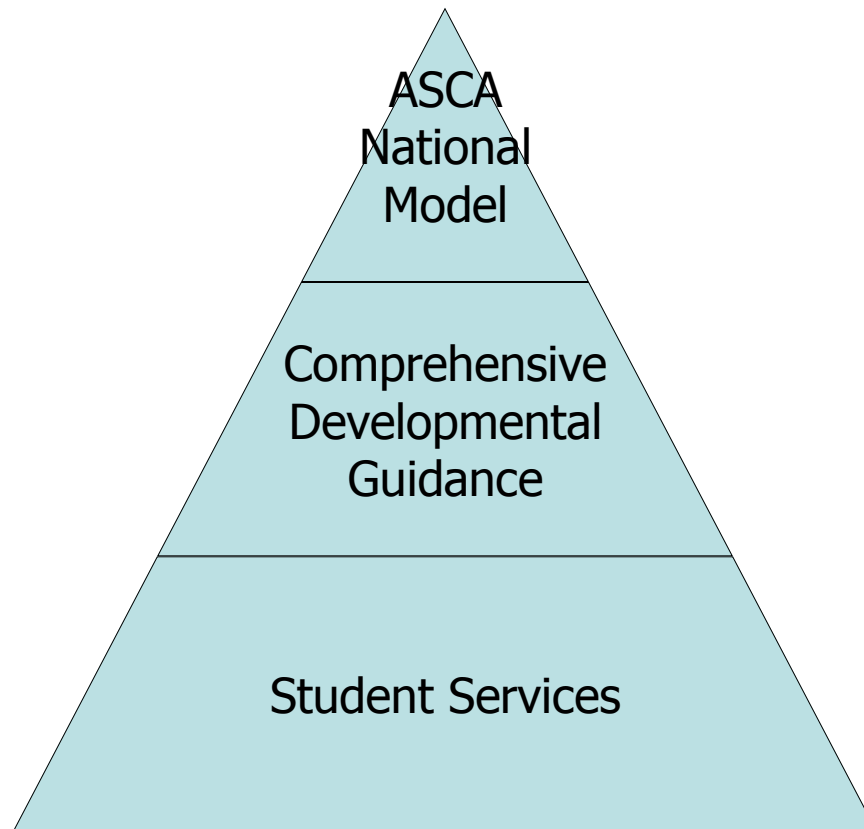 ASCA
National
Model
Comprehensive
Developmental
Guidance
Student Services